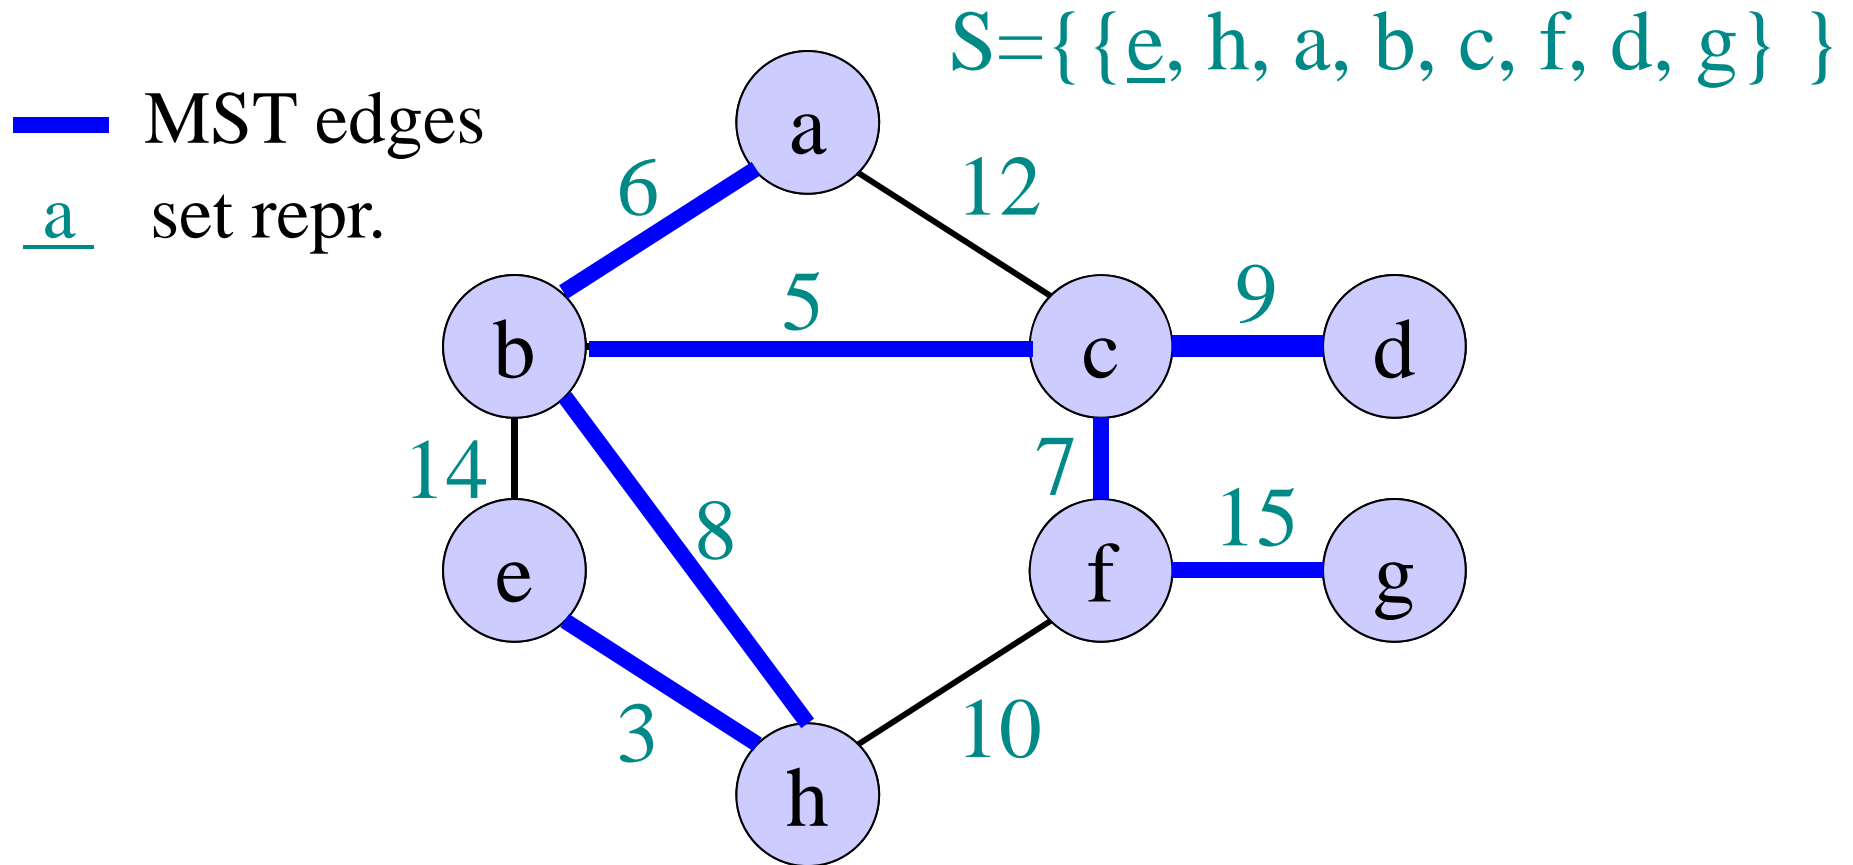 S={ {e, h, a, b, c, f, d, g} }
MST edges
a set repr.
a
6
12
5
9
b
c
d
14
8
7
15
e
f
g
3
10
h